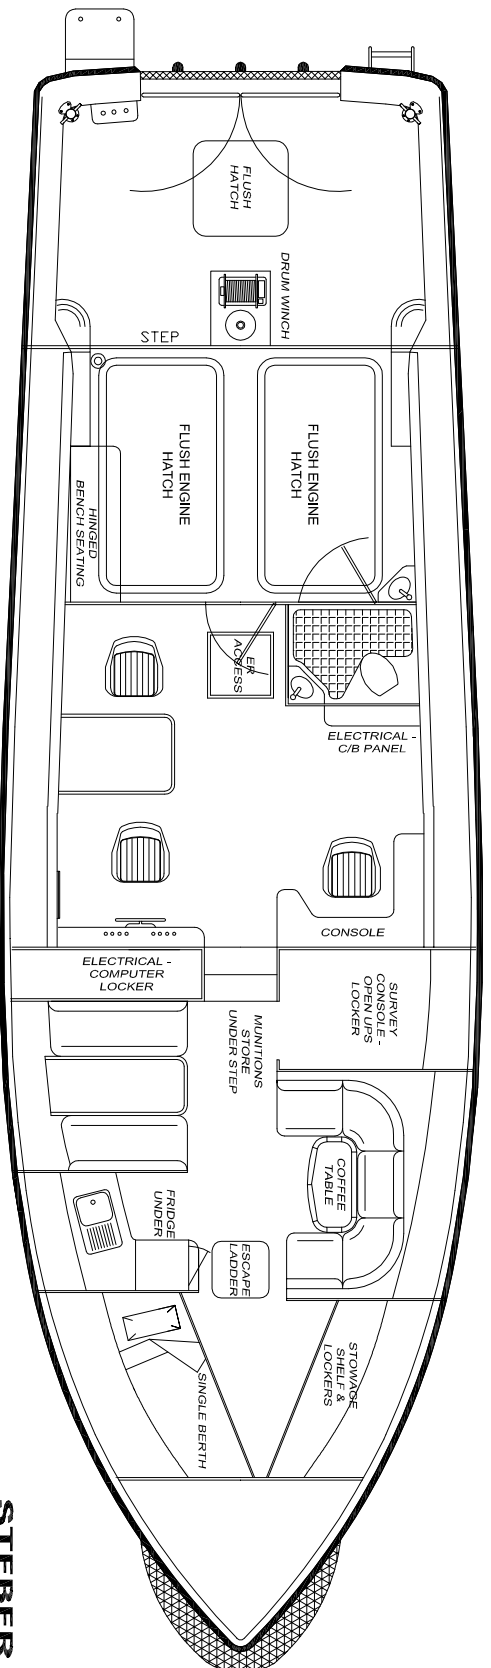 FLUSH
HATCH
DRUM WINCH
STEP
FLUSH ENGINE
HATCH
FLUSH ENGINE
HATCH
HINGED
BENCH SEATING
ER
ACCESS
ELECTRICAL -
C/B PANEL
CONSOLE
ELECTRICAL -
COMPUTER
LOCKER
SURVEY
CONSOLE -
OPEN UPS
LOCKER
MUNITIONS
STORE
UNDER STEP
COFFEE
TABLE
FRIDGE
UNDER
ESCAPE
LADDER
STOWAGE
SHELF &
LOCKERS
SINGLE BERTH
STEBER